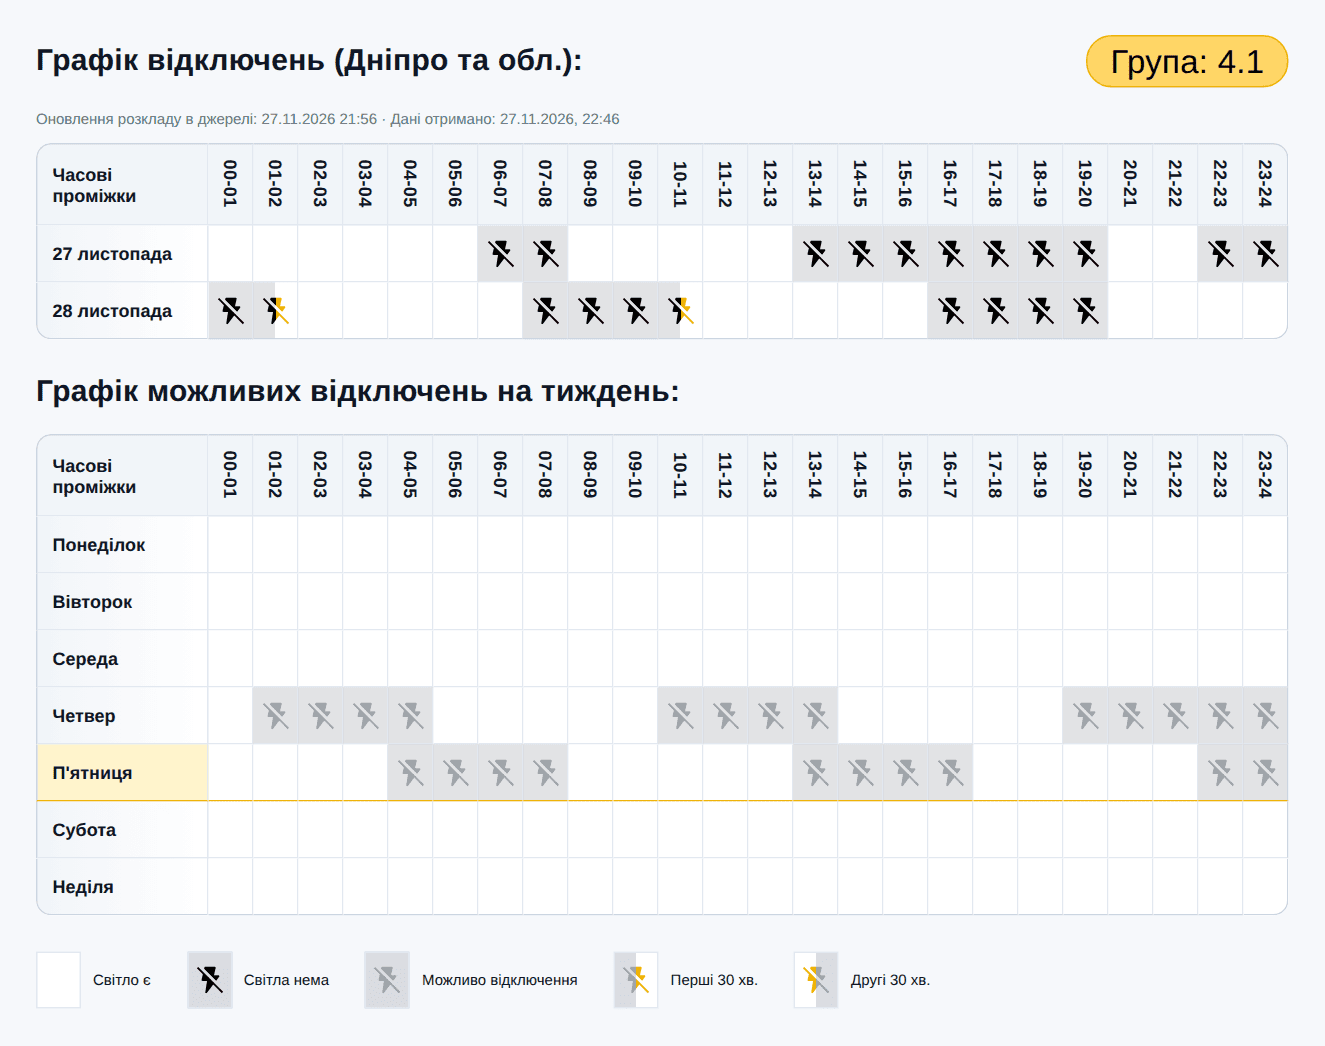 Графік відключень (Дніпро та обл.):
Група: 4.1
Оновлення розкладу в джерелі: 27.11.2026 21:56 · Дані отримано: 27.11.2026, 22:46
Часові проміжки 00-01 01-02 02-03 03-04 04-05 05-06 06-07 07-08 08-09 09-10 10-11 11-12 12-13 13-14 14-15 15-16 16-17 17-18 18-19 19-20 20-21 21-22 22-23 23-24
27 листопада
28 листопада
Графік можливих відключень на тиждень:
Часові проміжки 00-01 01-02 02-03 03-04 04-05 05-06 06-07 07-08 08-09 09-10 10-11 11-12 12-13 13-14 14-15 15-16 16-17 17-18 18-19 19-20 20-21 21-22 22-23 23-24
Понеділок
Вівторок
Середа
Четвер
П'ятниця
Субота
Неділя
Світло є Світла нема Можливо відключення Перші 30 хв. Другі 30 хв.